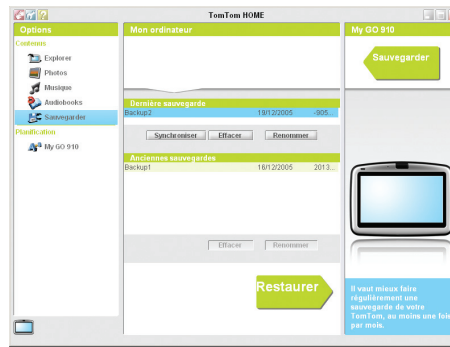 TomTom HOME
Options
Contenus
Explorer
Photos
Musique
Audiobooks
Sauvegarder
Planification
My GO 910
Mon ordinateur
Dernière sauvegarde
Backup2 19/12/2005 -905...
Synchroniser Effacer Renommer
Anciennes sauvegardes
Backup1 16/12/2005 2013...
Effacer Renommer
Restaurer
My GO 910
Sauvegarder
Il vaut mieux faire
régulièrement une
sauvegarde de votre
TomTom, au moins une fois
par mois.